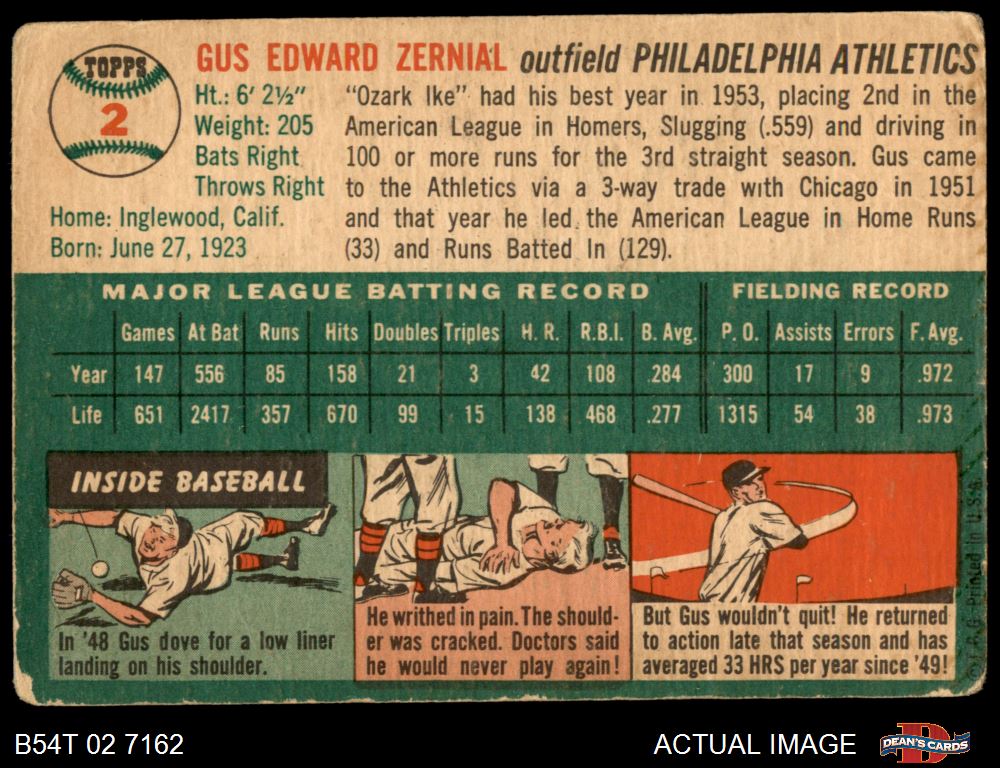 TOPPS
2
GUS EDWARD ZERNIAL outfield PHILADELPHIA ATHLETICS
Ht.: 6' 2½"
Weight: 205
Bats Right
Throws Right
Home: Inglewood, Calif.
Born: June 27, 1923
"Ozark Ike" had his best year in 1953, placing 2nd in the
American League in Homers, Slugging (.559) and driving in
100 or more runs for the 3rd straight season. Gus came
to the Athletics via a 3-way trade with Chicago in 1951
and that year he led the American League in Home Runs
(33) and Runs Batted In (129).
MAJOR LEAGUE BATTING RECORD FIELDING RECORD
Games At Bat Runs Hits Doubles Triples H. R. R.B.I. B. Avg. P. O. Assists Errors F. Avg.
Year 147 556 85 158 21 3 42 108 .284 300 17 9 .972
Life 651 2417 357 670 99 15 138 468 .277 1315 54 38 .973
INSIDE BASEBALL
In '48 Gus dove for a low liner
landing on his shoulder.
He writhed in pain. The should-
er was cracked. Doctors said
he would never play again!
But Gus wouldn't quit! He returned
to action late that season and has
averaged 33 HRS per year since '49!
Printed in U.S.A.
B54T 02 7162
ACTUAL IMAGE
DEAN'S CARDS